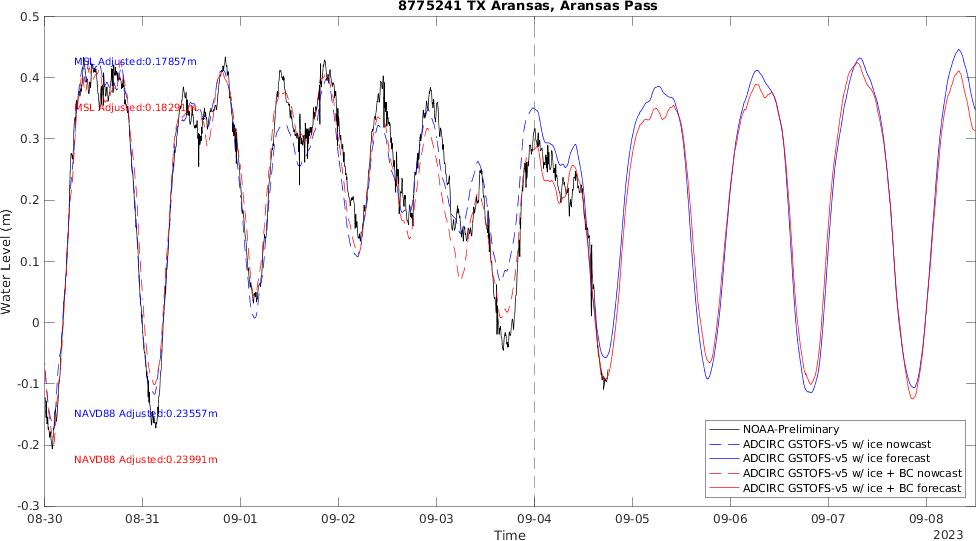 8775241 TX Aransas, Aransas Pass
0.5
0.4
0.3
0.2
0.1
0
-0.1
-0.2
-0.3
Water Level (m)
MSL Adjusted:0.17857m
MSL Adjusted:0.18291m
NAVD88 Adjusted:0.23557m
NAVD88 Adjusted:0.23991m
NOAA-Preliminary
ADCIRC GSTOFS-v5 w/ ice nowcast
ADCIRC GSTOFS-v5 w/ ice forecast
ADCIRC GSTOFS-v5 w/ ice + BC nowcast
ADCIRC GSTOFS-v5 w/ ice + BC forecast
08-30 08-31 09-01 09-02 09-03 09-04 09-05 09-06 09-07 09-08
Time
2023